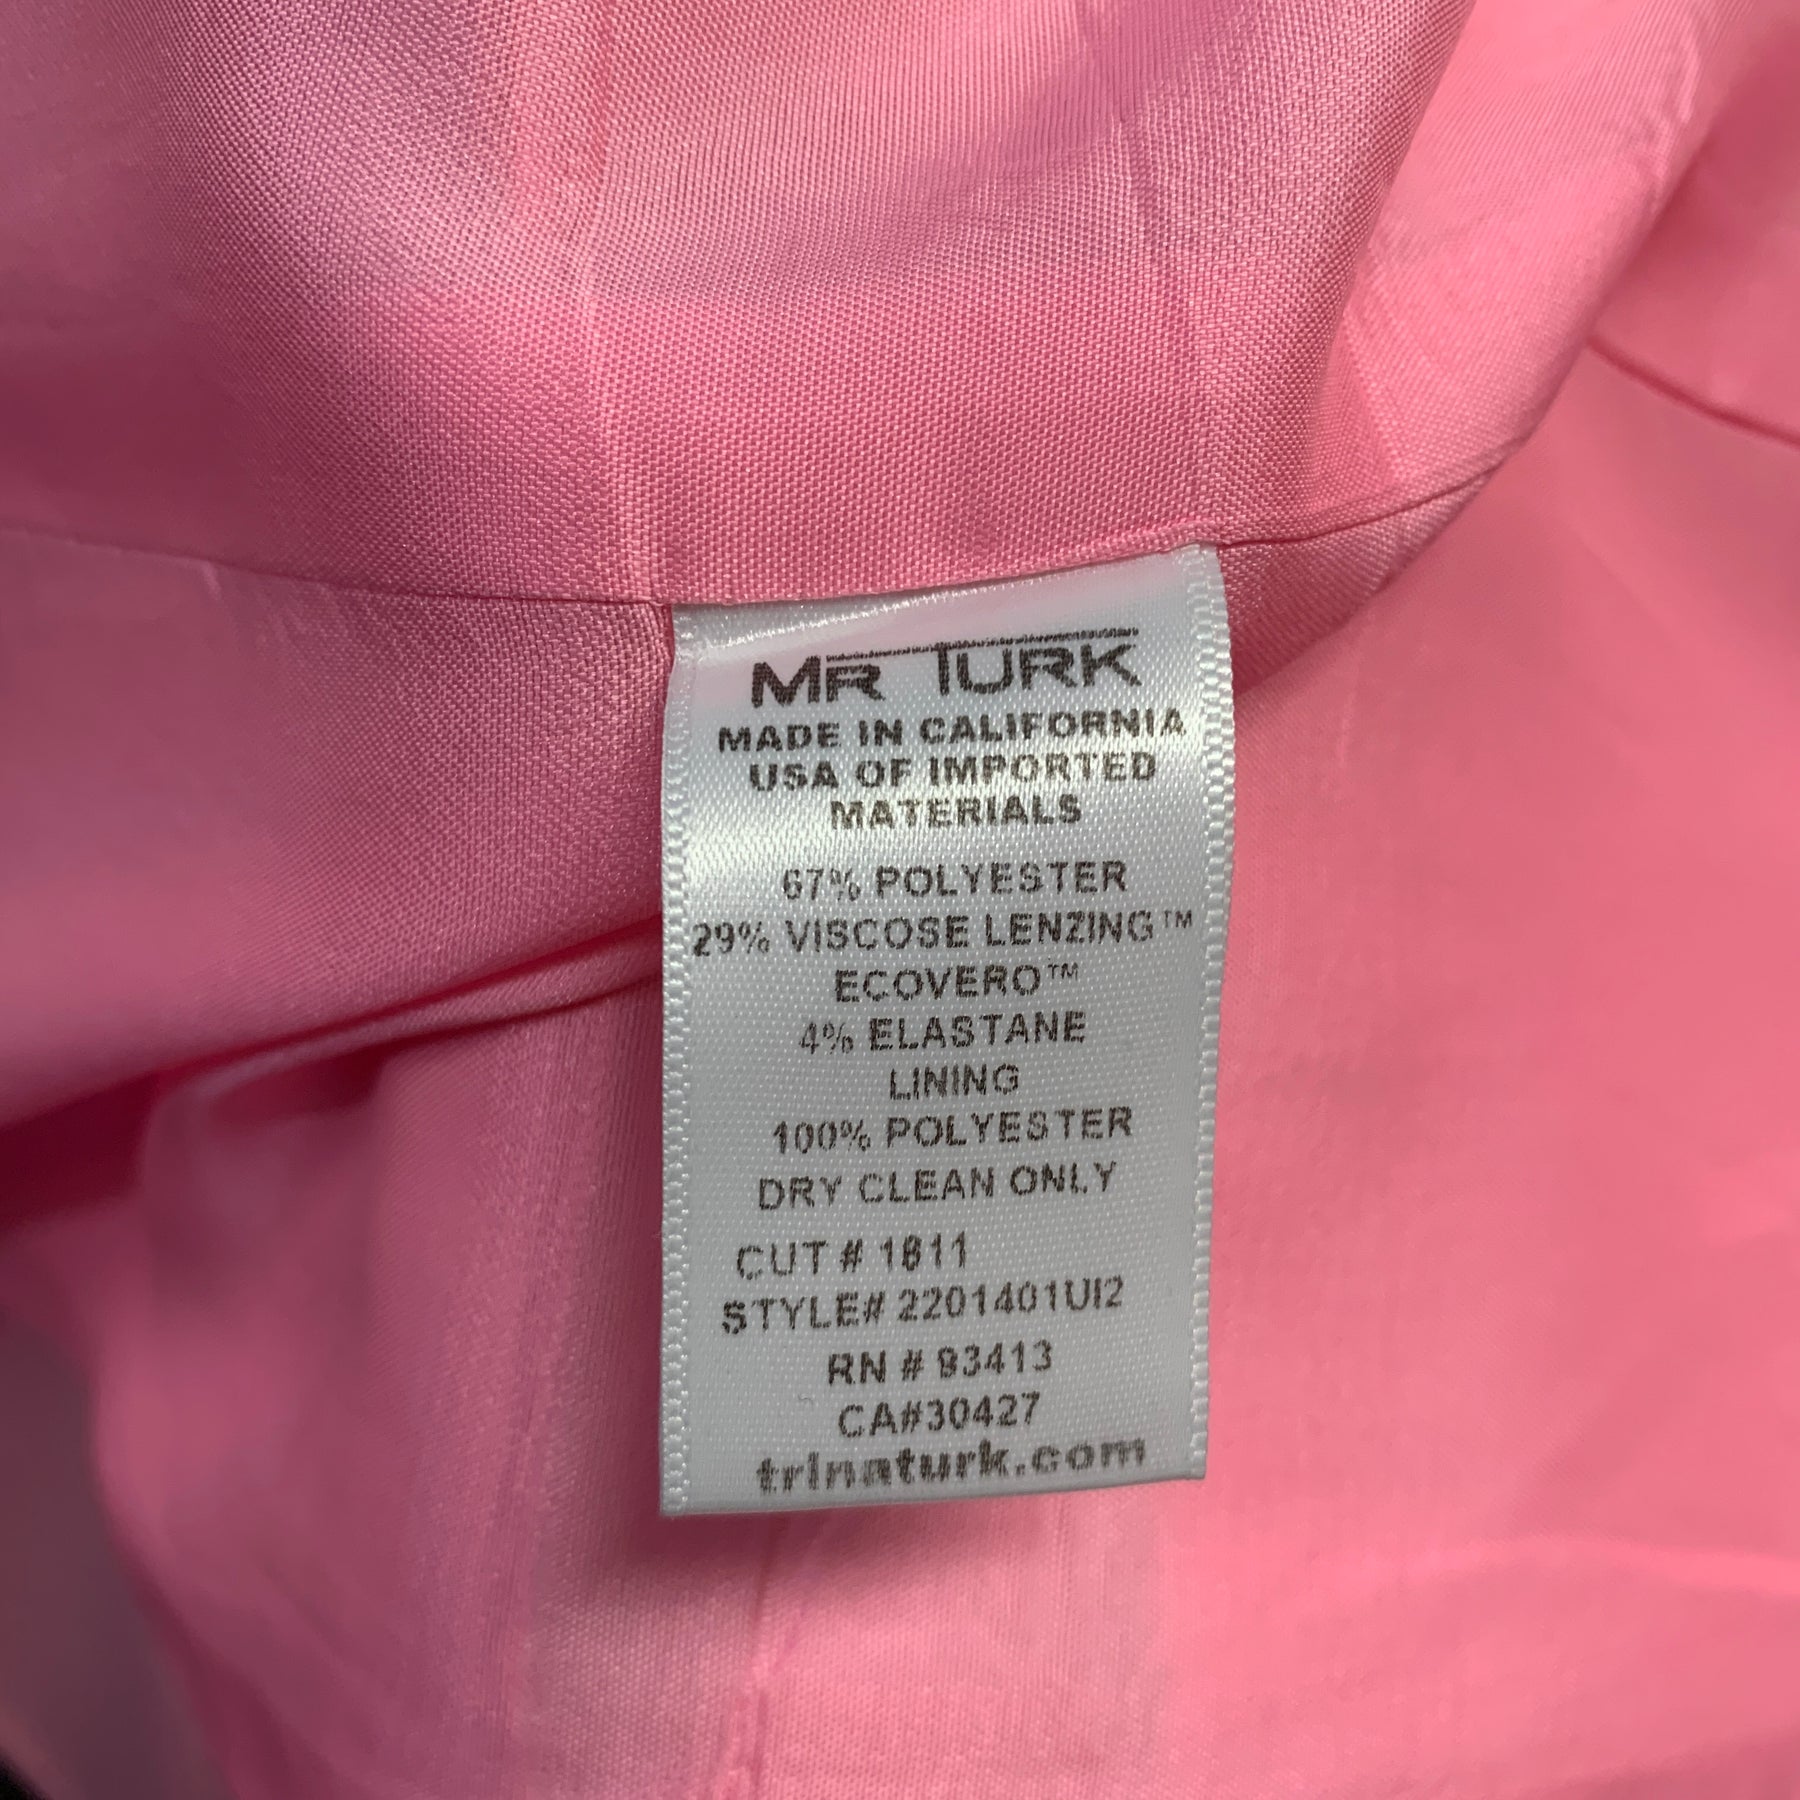 MR TURK
MADE IN CALIFORNIA
USA OF IMPORTED
MATERIALS
67% POLYESTER
29% VISCOSE LENZING™
ECOVERO™
4% ELASTANE
LINING
100% POLYESTER
DRY CLEAN ONLY
CUT # 1811
STYLE# 2201401UI2
RN # 93413
CA#30427
trinaturk.com